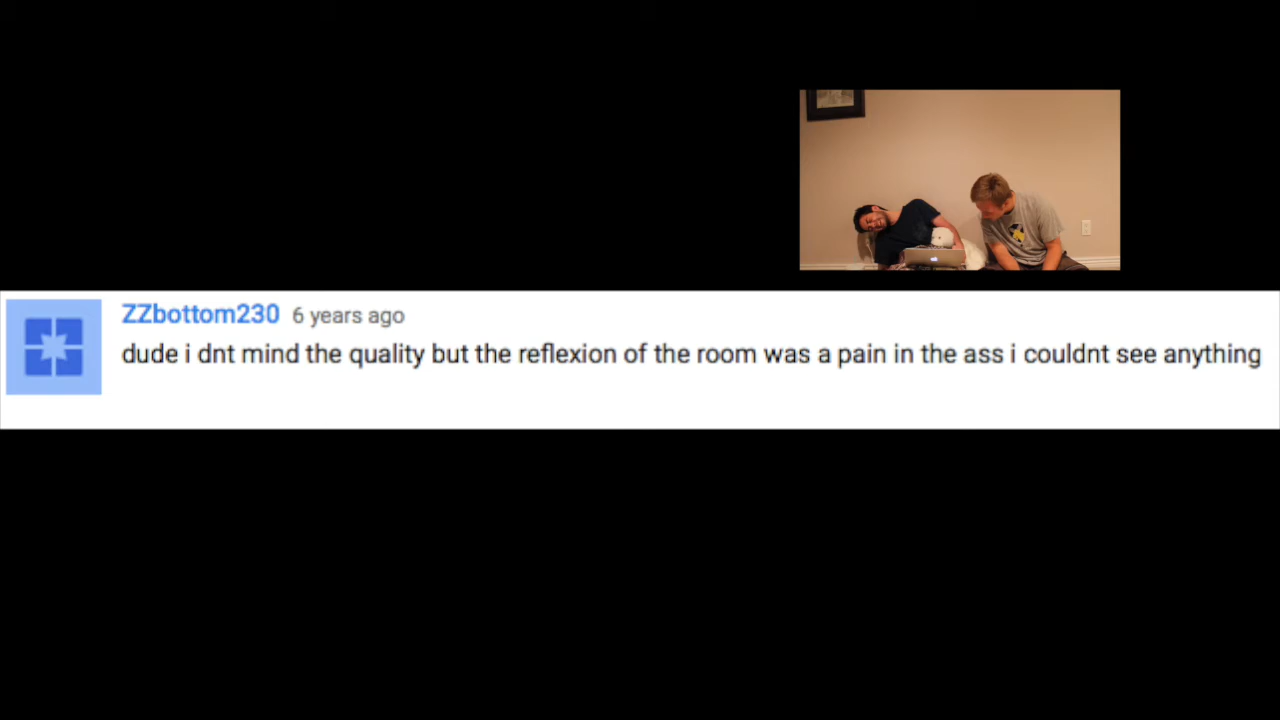 ZZbottom230 6 years ago
dude i dnt mind the quality but the reflexion of the room was a pain in the ass i couldnt see anything